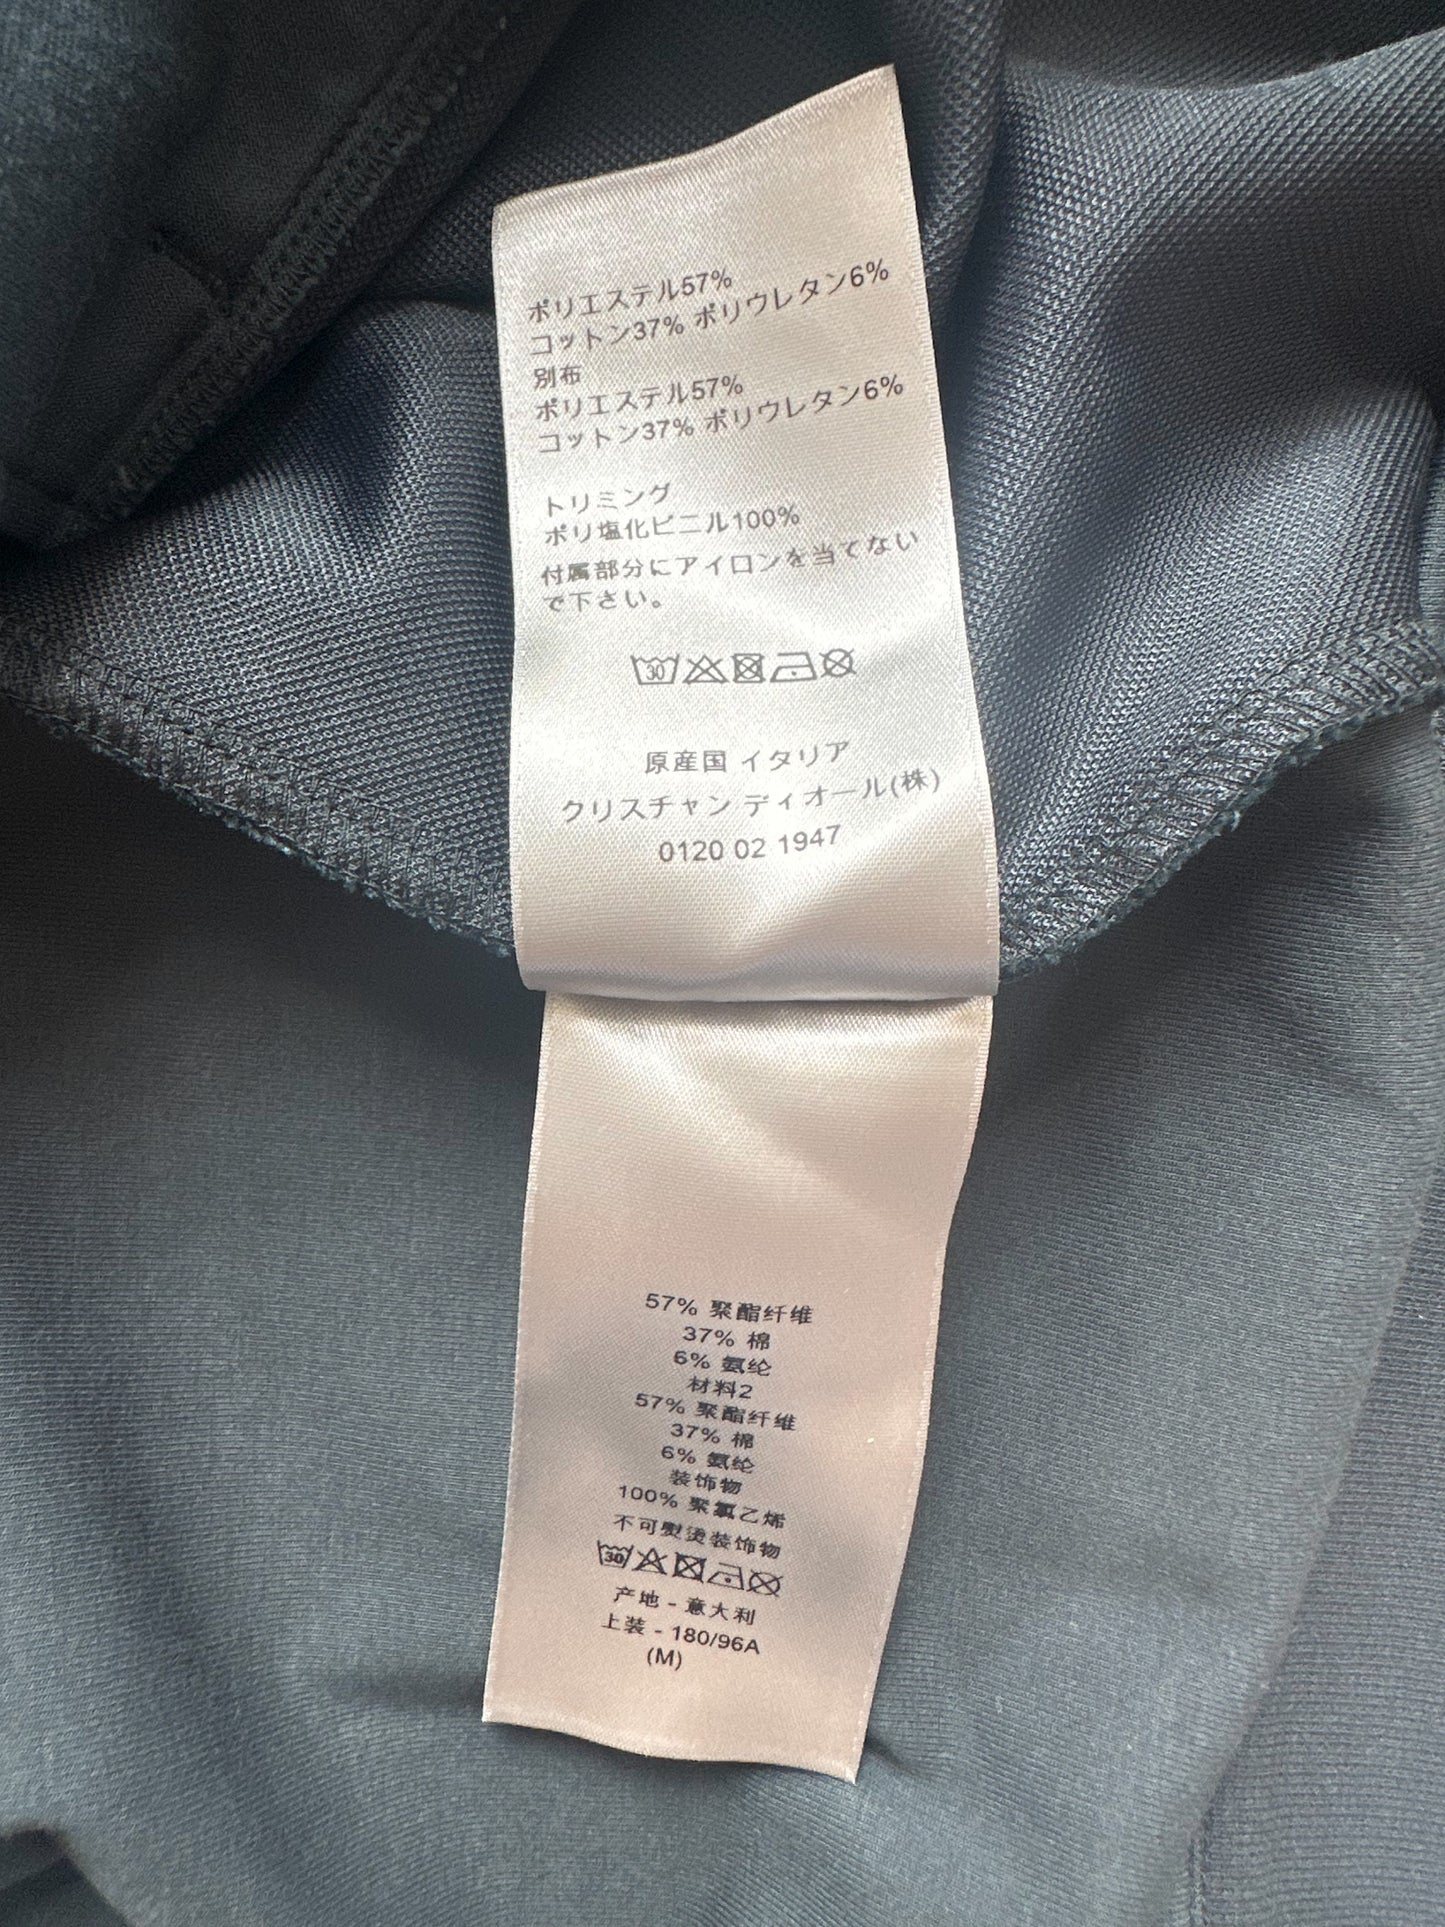 ポリエステル57%
コットン37% ポリウレタン6%
別布
ポリエステル57%
コットン37% ポリウレタン6%
トリミング
ポリ塩化ビニル100%
付属部分にアイロンを当てない
で下さい。
30
原産国 イタリア
クリスチャン ディオール(株)
0120 02 1947
57% 聚酯纤维
37% 棉
6% 氨纶
材料2
57% 聚酯纤维
37% 棉
6% 氨纶
装饰物
100% 聚氯乙烯
不可熨烫装饰物
30
产地 - 意大利
上装 - 180/96A
(M)